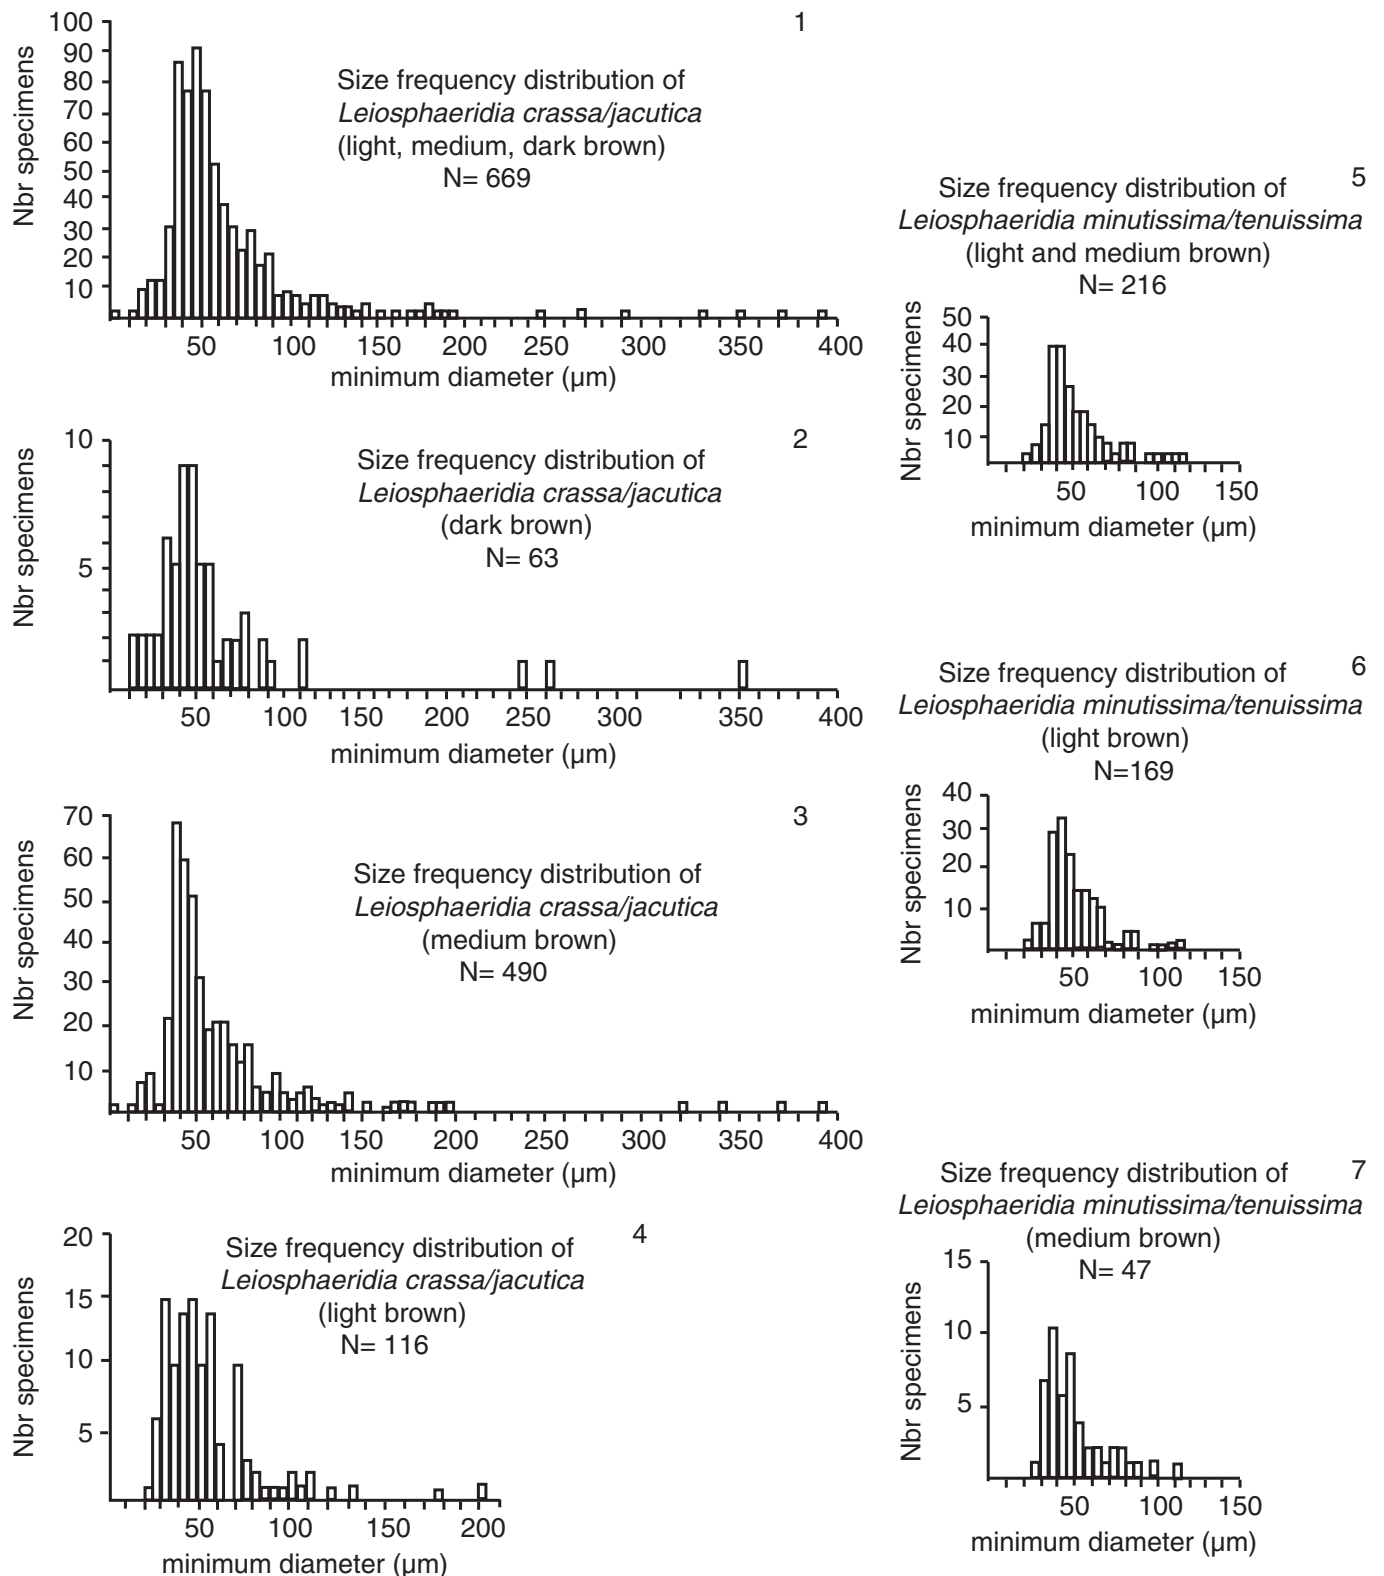 1
Size frequency distribution of
Leiosphaeridia crassa/jacutica
(light, medium, dark brown)
N= 669
Nbr specimens
100
90
80
70
60
50
40
30
20
10
50 100 150 200 250 300 350 400
minimum diameter (µm)
2
Size frequency distribution of
Leiosphaeridia crassa/jacutica
(dark brown)
N= 63
Nbr specimens
10
5
50 100 150 200 250 300 350 400
minimum diameter (µm)
3
Size frequency distribution of
Leiosphaeridia crassa/jacutica
(medium brown)
N= 490
Nbr specimens
70
60
50
40
30
20
10
50 100 150 200 250 300 350 400
minimum diameter (µm)
4
Size frequency distribution of
Leiosphaeridia crassa/jacutica
(light brown)
N= 116
Nbr specimens
20
15
10
5
50 100 150 200
minimum diameter (µm)
5
Size frequency distribution of
Leiosphaeridia minutissima/tenuissima
(light and medium brown)
N= 216
Nbr specimens
50
40
30
20
10
50 100 150
minimum diameter (µm)
6
Size frequency distribution of
Leiosphaeridia minutissima/tenuissima
(light brown)
N=169
Nbr specimens
40
30
20
10
50 100 150
minimum diameter (µm)
7
Size frequency distribution of
Leiosphaeridia minutissima/tenuissima
(medium brown)
N= 47
Nbr specimens
15
10
5
50 100 150
minimum diameter (µm)